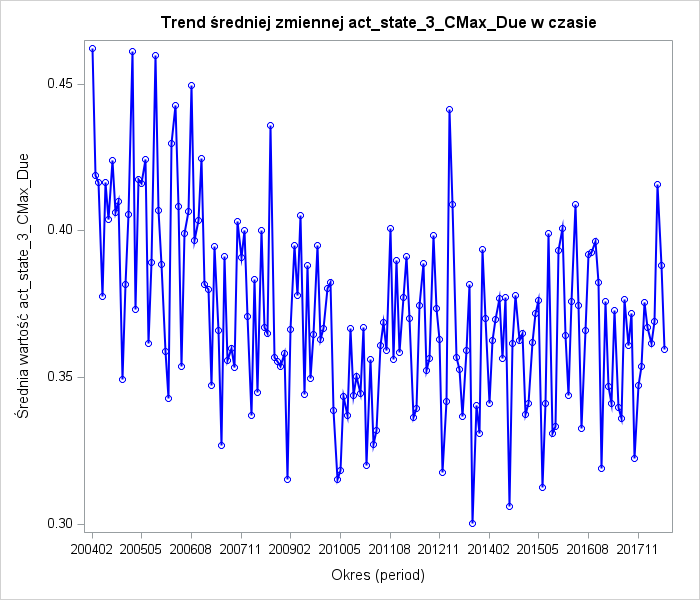 Trend średniej zmiennej act_state_3_CMax_Due w czasie
Średnia wartość act_state_3_CMax_Due
0.45
0.40
0.35
0.30
200402 200505 200608 200711 200902 201005 201108 201211 201402 201505 201608 201711
Okres (period)